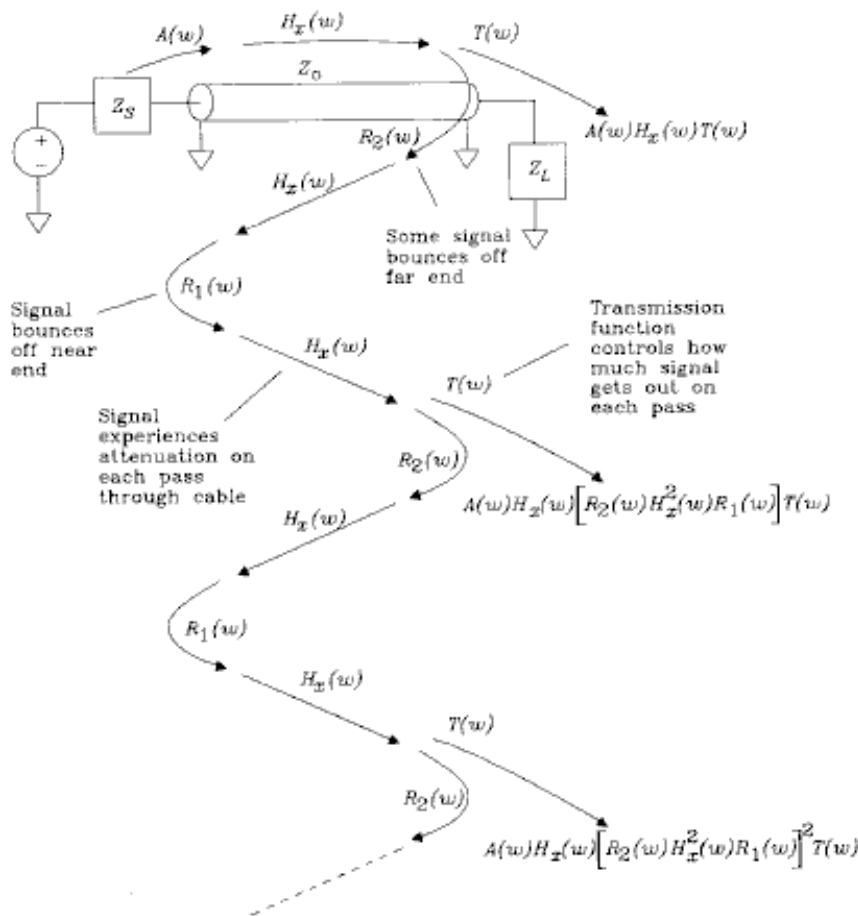 A(w)
H_x(w)
T(w)
Z_0
Z_S
+
−
R_2(w)
A(w)H_x(w)T(w)
Z_L
H_x(w)
Some signal
bounces off
far end
R_1(w)
Signal
bounces
off near
end
Transmission
function
controls how
much signal
gets out on
each pass
H_x(w)
T(w)
Signal
experiences
attenuation on
each pass
through cable
R_2(w)
A(w)H_x(w)[R_2(w)H_x^2(w)R_1(w)]T(w)
H_x(w)
R_1(w)
H_x(w)
T(w)
R_2(w)
A(w)H_x(w)[R_2(w)H_x^2(w)R_1(w)]^2T(w)